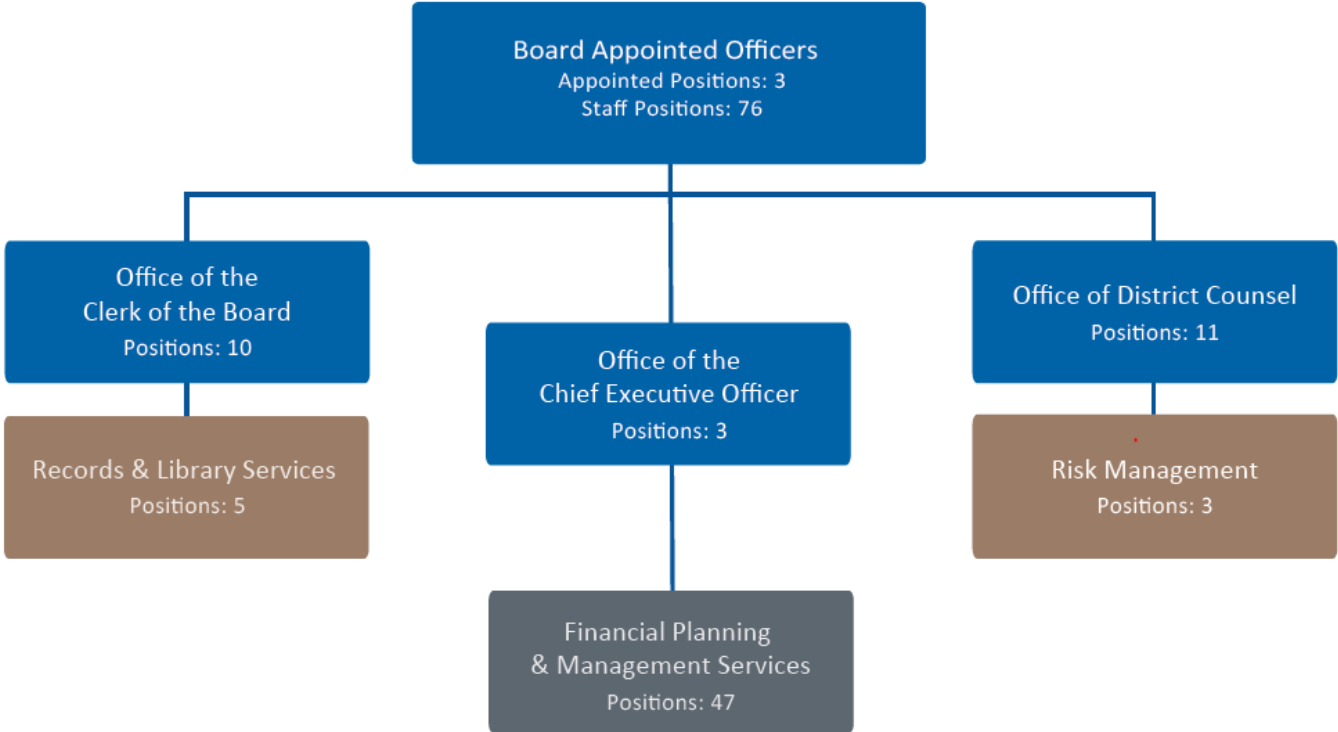 Board Appointed Officers
Appointed Positions: 3
Staff Positions: 76
Office of the
Clerk of the Board
Positions: 10
Office of the
Chief Executive Officer
Positions: 3
Office of District Counsel
Positions: 11
Records & Library Services
Positions: 5
Risk Management
Positions: 3
Financial Planning
& Management Services
Positions: 47